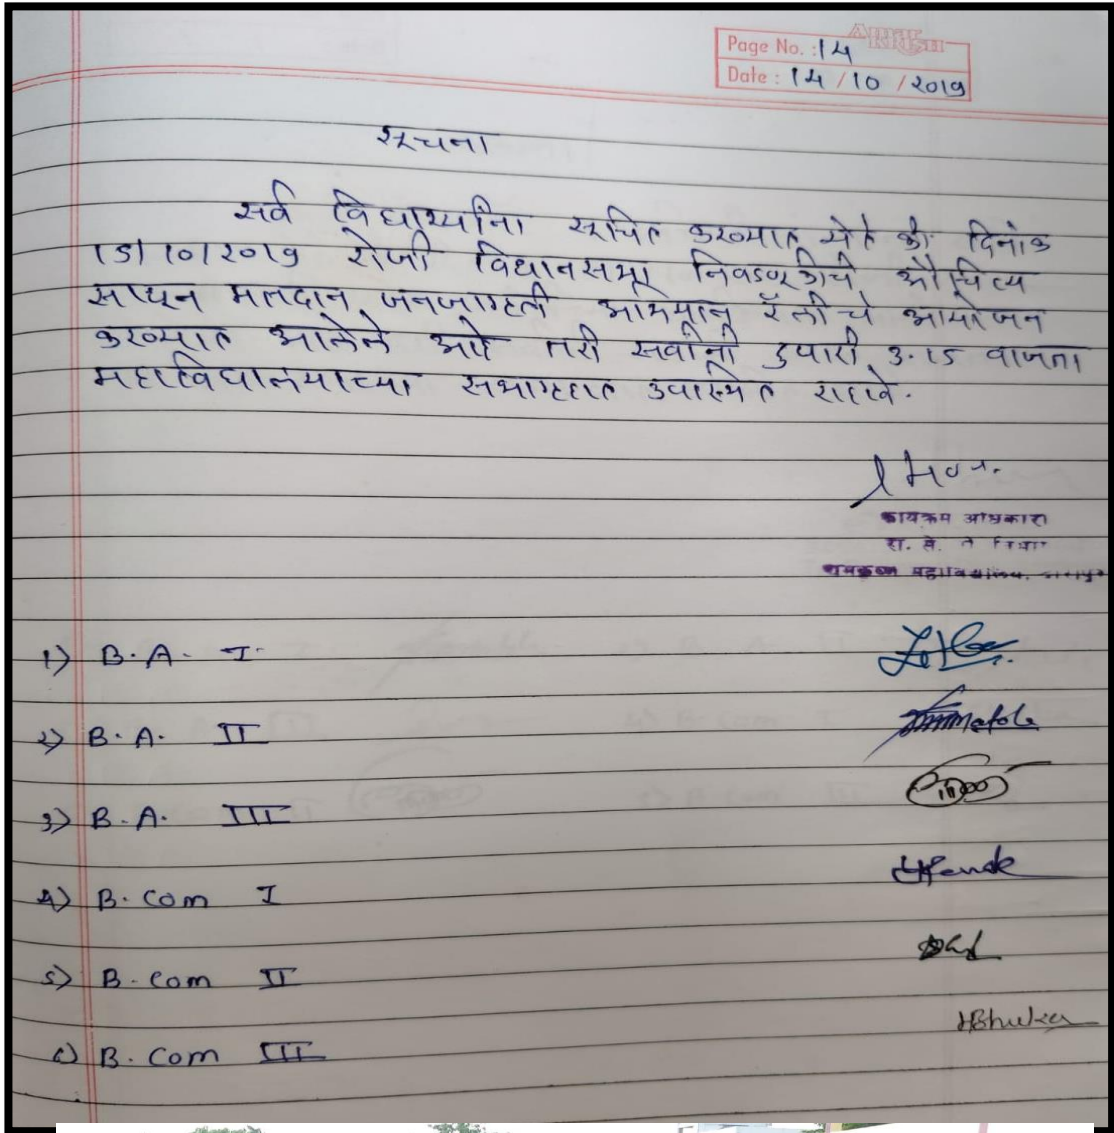 Page No. : 14
Date : 14 / 10 / 2019
सूचना
सर्व विद्यार्थ्यांना सूचित करण्यात येते की दिनांक
15/10/2019 रोजी विधानसभा निवडणूकीचे औचित्य
साधून मतदान जनजागृती अभियान रॅलीचे आयोजन
करण्यात आलेले आहे तरी सर्वांनी दुपारी 3.15 वाजता
महाविद्यालयाच्या सभागृहात उपस्थित राहावे.
कार्यक्रम अधिकारी
रा. से.
महाविद्यालय,
1) B. A. I
2) B. A. II
3) B. A. III
4) B. Com I
5) B. Com II
6) B. Com III